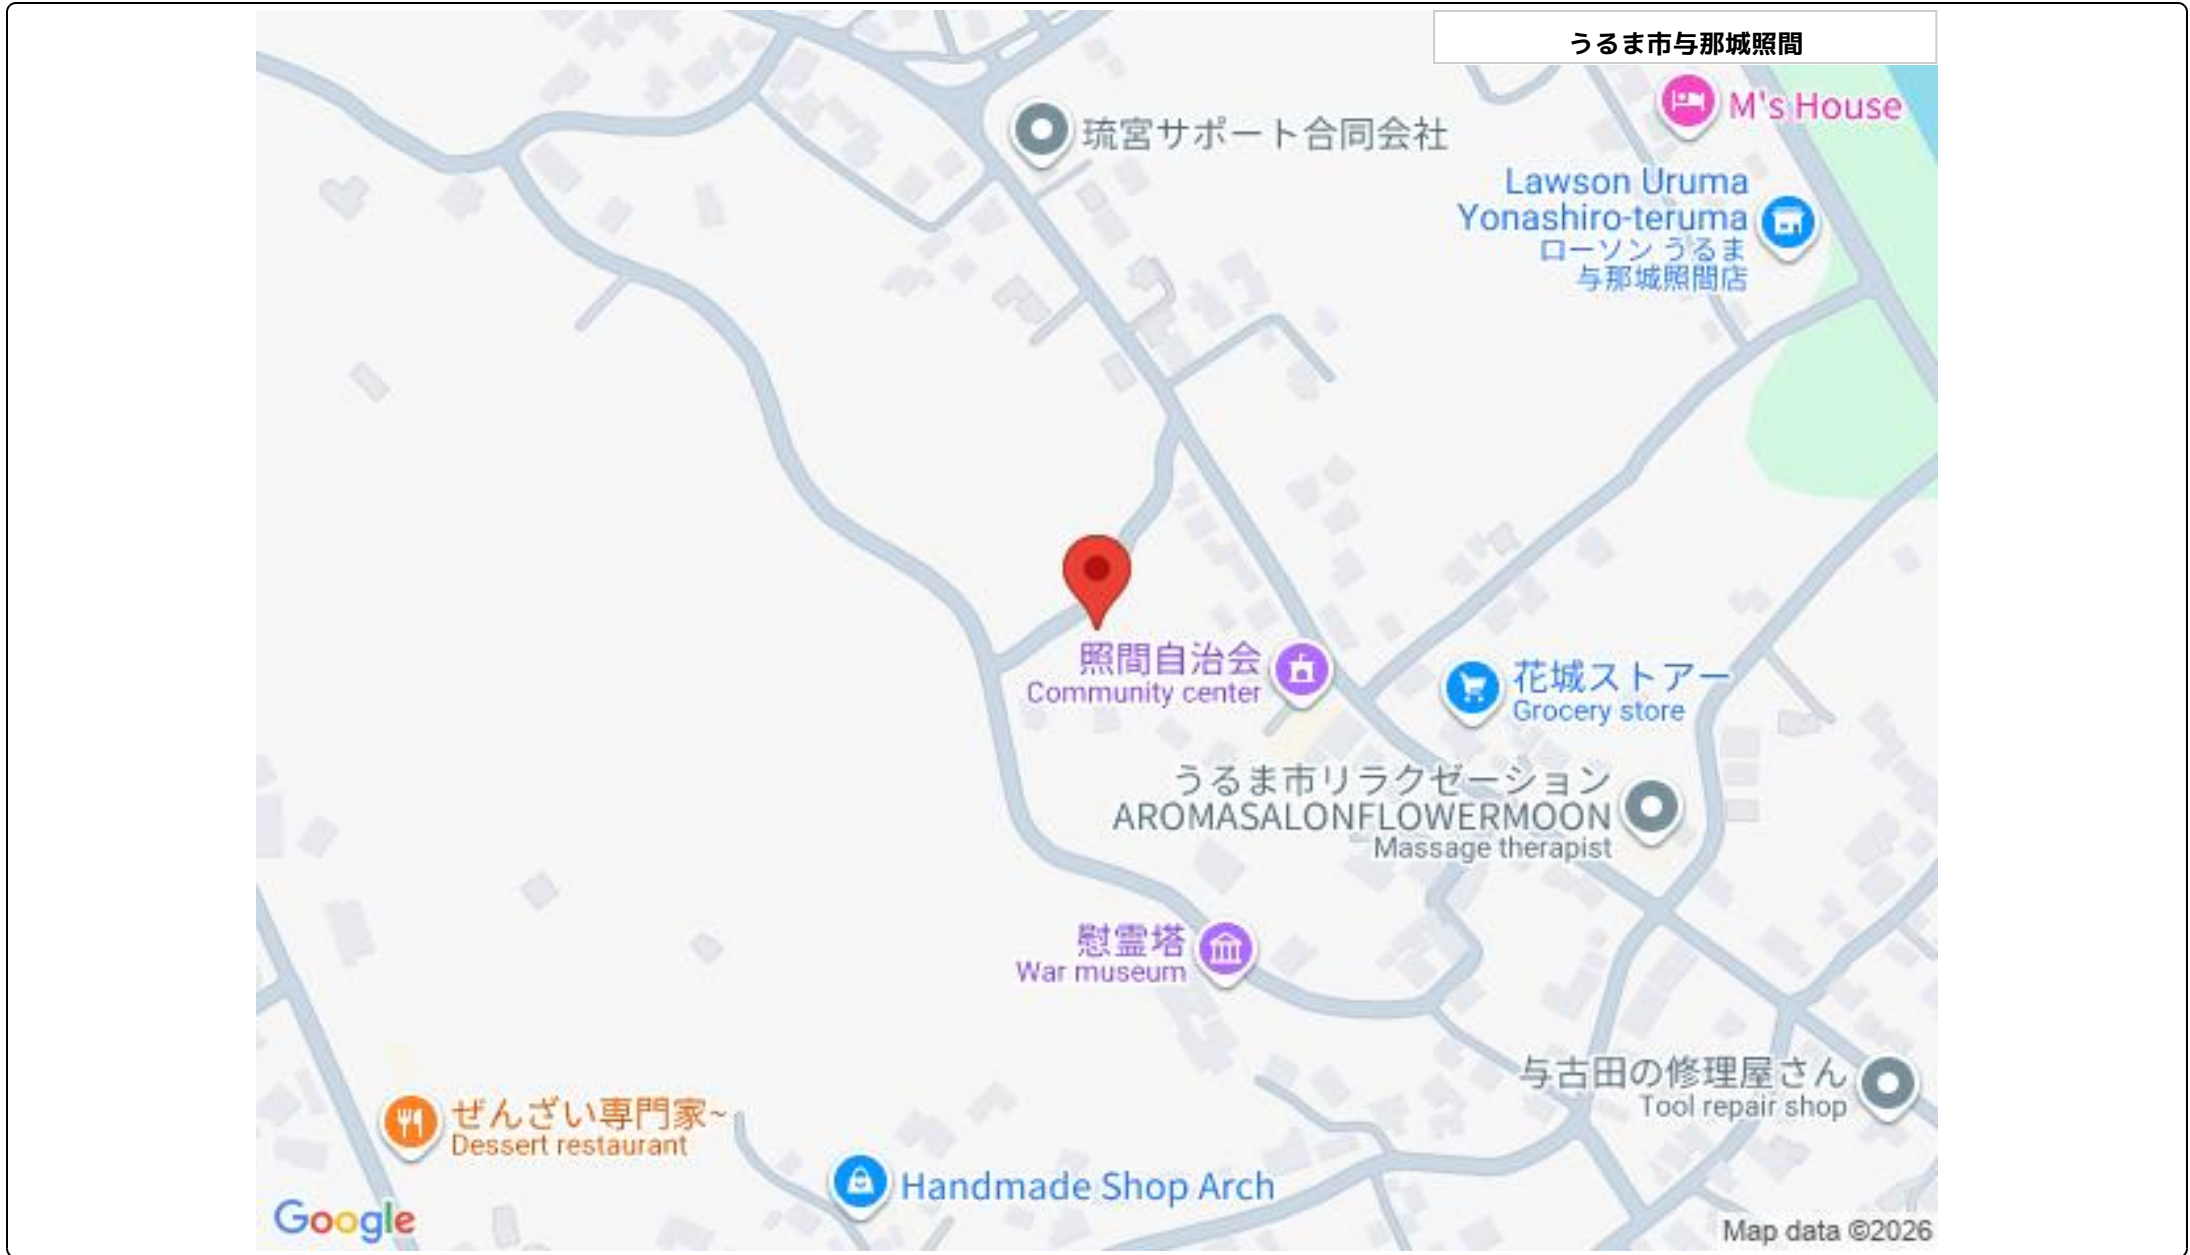 うるま市与那城照間
M's House
琉宮サポート合同会社
Lawson Uruma
Yonashiro-teruma
ローソン うるま
与那城照間店
照間自治会
Community center
花城ストアー
Grocery store
うるま市リラクゼーション
AROMASALONFLOWERMOON
Massage therapist
慰霊塔
War museum
与古田の修理屋さん
Tool repair shop
ぜんざい専門家~
Dessert restaurant
Handmade Shop Arch
Google
Map data ©2026